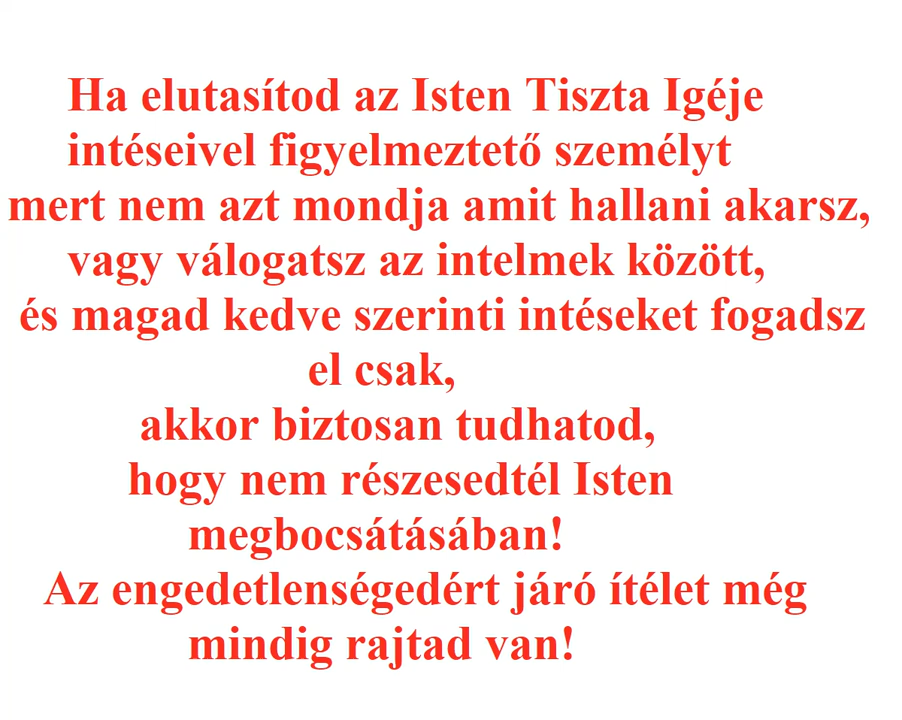 Ha elutasítod az Isten Tiszta Igéje
intéseivel figyelmeztető személyt
mert nem azt mondja amit hallani akarsz,
vagy válogatsz az intelmek között,
és magad kedve szerinti intéseket fogadsz
el csak,
akkor biztosan tudhatod,
hogy nem részesedtél Isten
megbocsátásában!
Az engedetlenségedért járó ítélet még
mindig rajtad van!